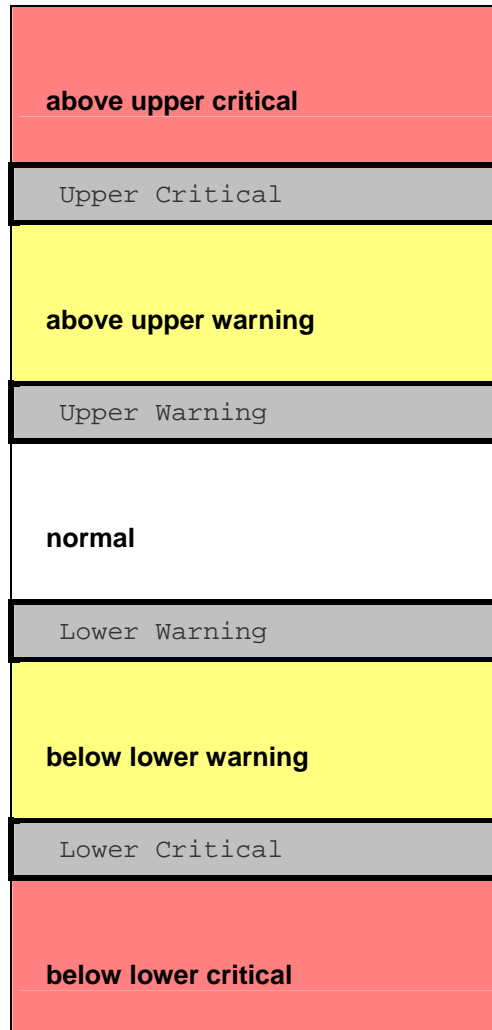 above upper critical
Upper Critical
above upper warning
Upper Warning
normal
Lower Warning
below lower warning
Lower Critical
below lower critical